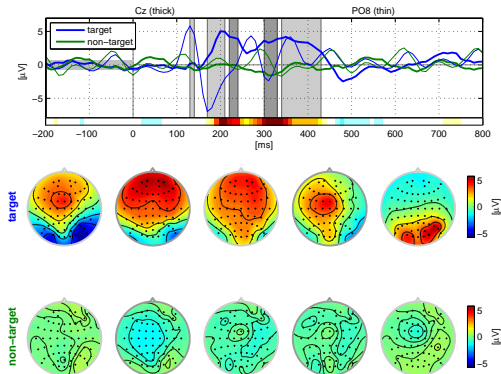 Cz (thick) PO8 (thin)
target
non-target
[µV]
5
0
-5
-200 -100 0 100 200 300 400 500 600 700 800
[ms]
target
5
0
-5
[µV]
non-target
5
0
-5
[µV]